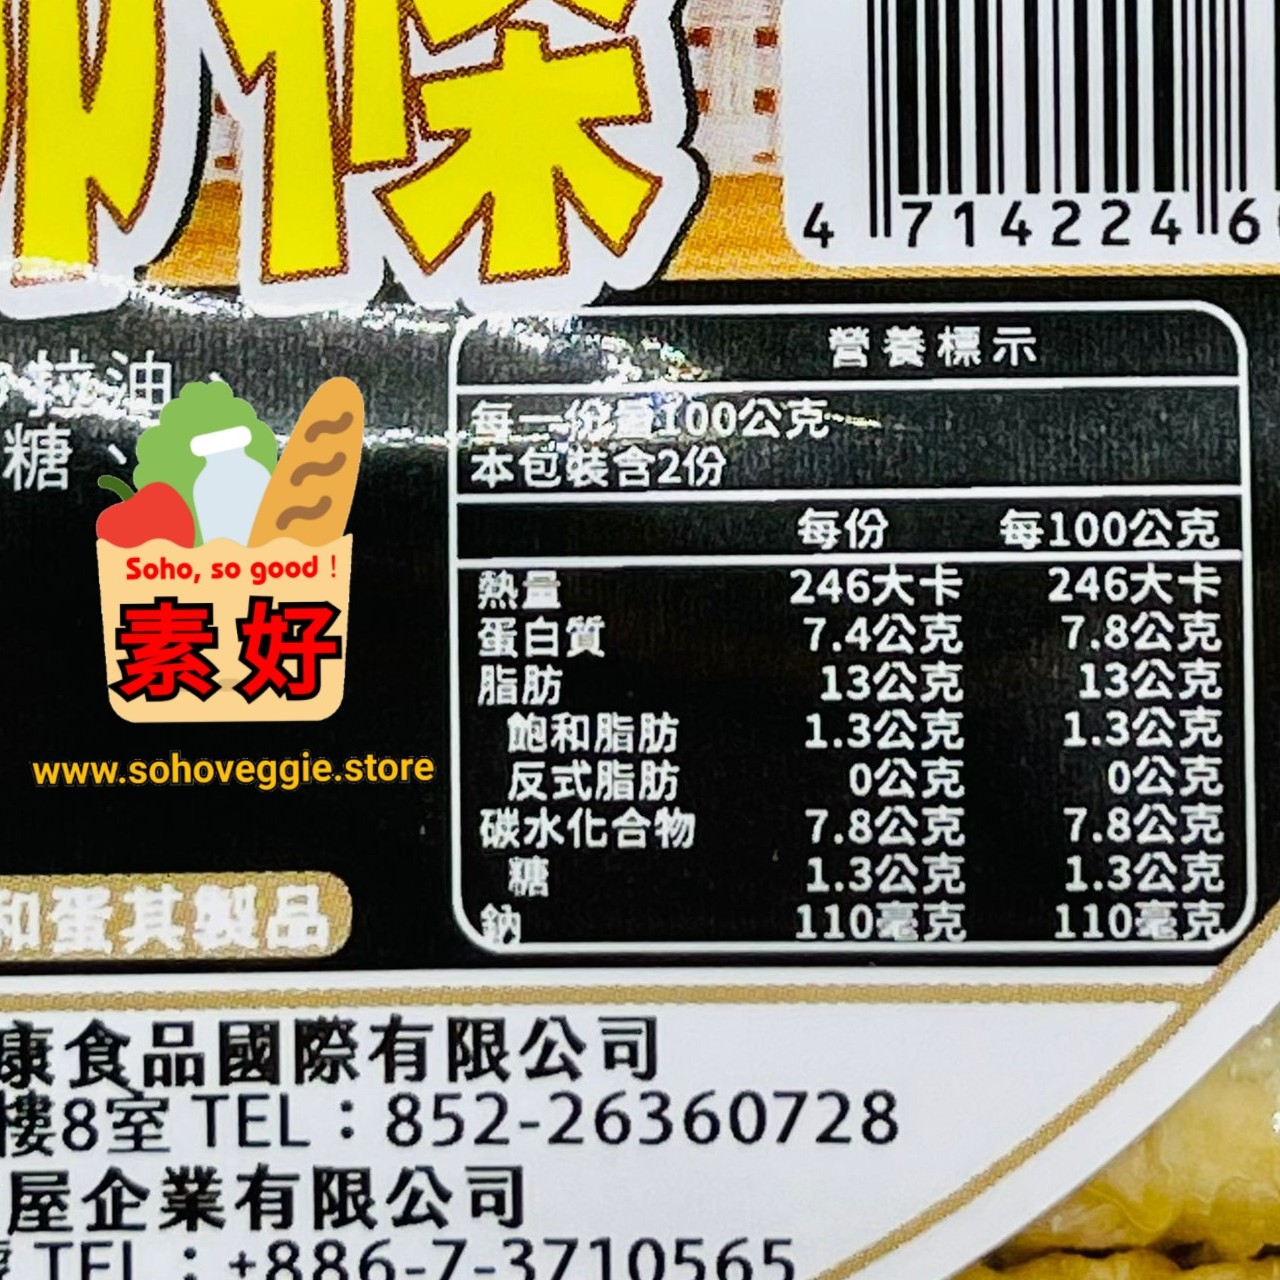 條
4 714224 6
拉油、
糖、
營養標示
每一份量100公克
本包裝含2份
每份 每100公克
熱量 246大卡 246大卡
蛋白質 7.4公克 7.8公克
脂肪 13公克 13公克
飽和脂肪 1.3公克 1.3公克
反式脂肪 0公克 0公克
碳水化合物 7.8公克 7.8公克
糖 1.3公克 1.3公克
鈉 110毫克 110毫克
Soho, so good !
素好
www.sohoveggie.store
和蛋其製品
康食品國際有限公司
樓8室 TEL：852-26360728
屋企業有限公司
TEL：+886-7-3710565